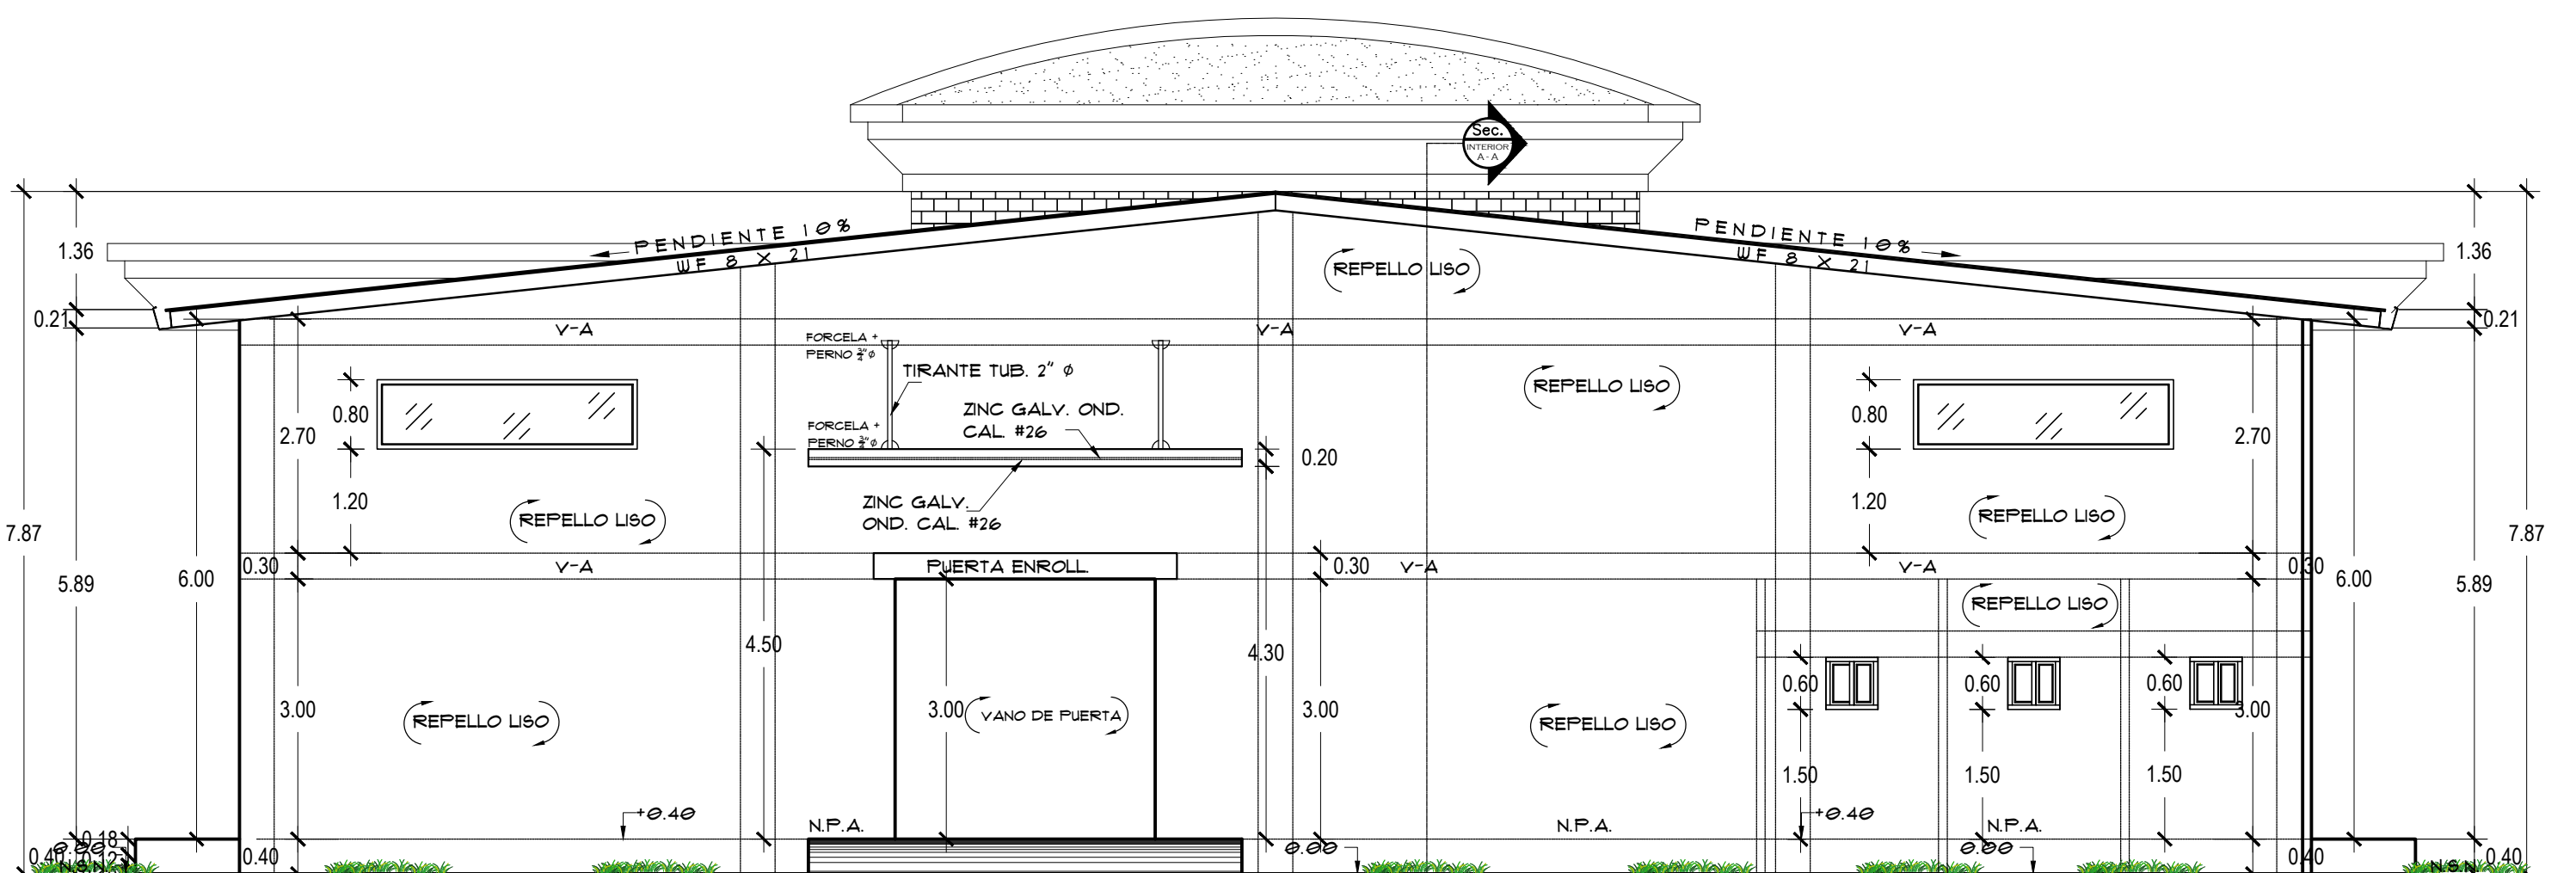 Sec.
INTERIOR
A - A
PENDIENTE 10%
WF 8 X 21
PENDIENTE 10%
WF 8 X 21
1.36
1.36
REPELLO LISO
0.21
0.21
V-A
V-A
V-A
FORCELA +
PERNO ¾" ø
TIRANTE TUB. 2" ø
ZINC GALV. OND.
CAL. #26
FORCELA +
PERNO ¾" ø
REPELLO LISO
0.80
0.80
2.70
2.70
0.20
1.20
1.20
ZINC GALV.
OND. CAL. #26
REPELLO LISO
REPELLO LISO
7.87
7.87
0.30
V-A
PUERTA ENROLL.
0.30
V-A
V-A
0.30
5.89
6.00
6.00
5.89
REPELLO LISO
4.50
4.30
0.60
0.60
0.60
3.00
REPELLO LISO
3.00
VANO DE PUERTA
3.00
REPELLO LISO
3.00
1.50
1.50
1.50
+0.40
N.P.A.
N.P.A.
+0.40
N.P.A.
0.18
0.40
0.40
0.00
0.00
0.40
0.40
N.S.N.
N.S.N.